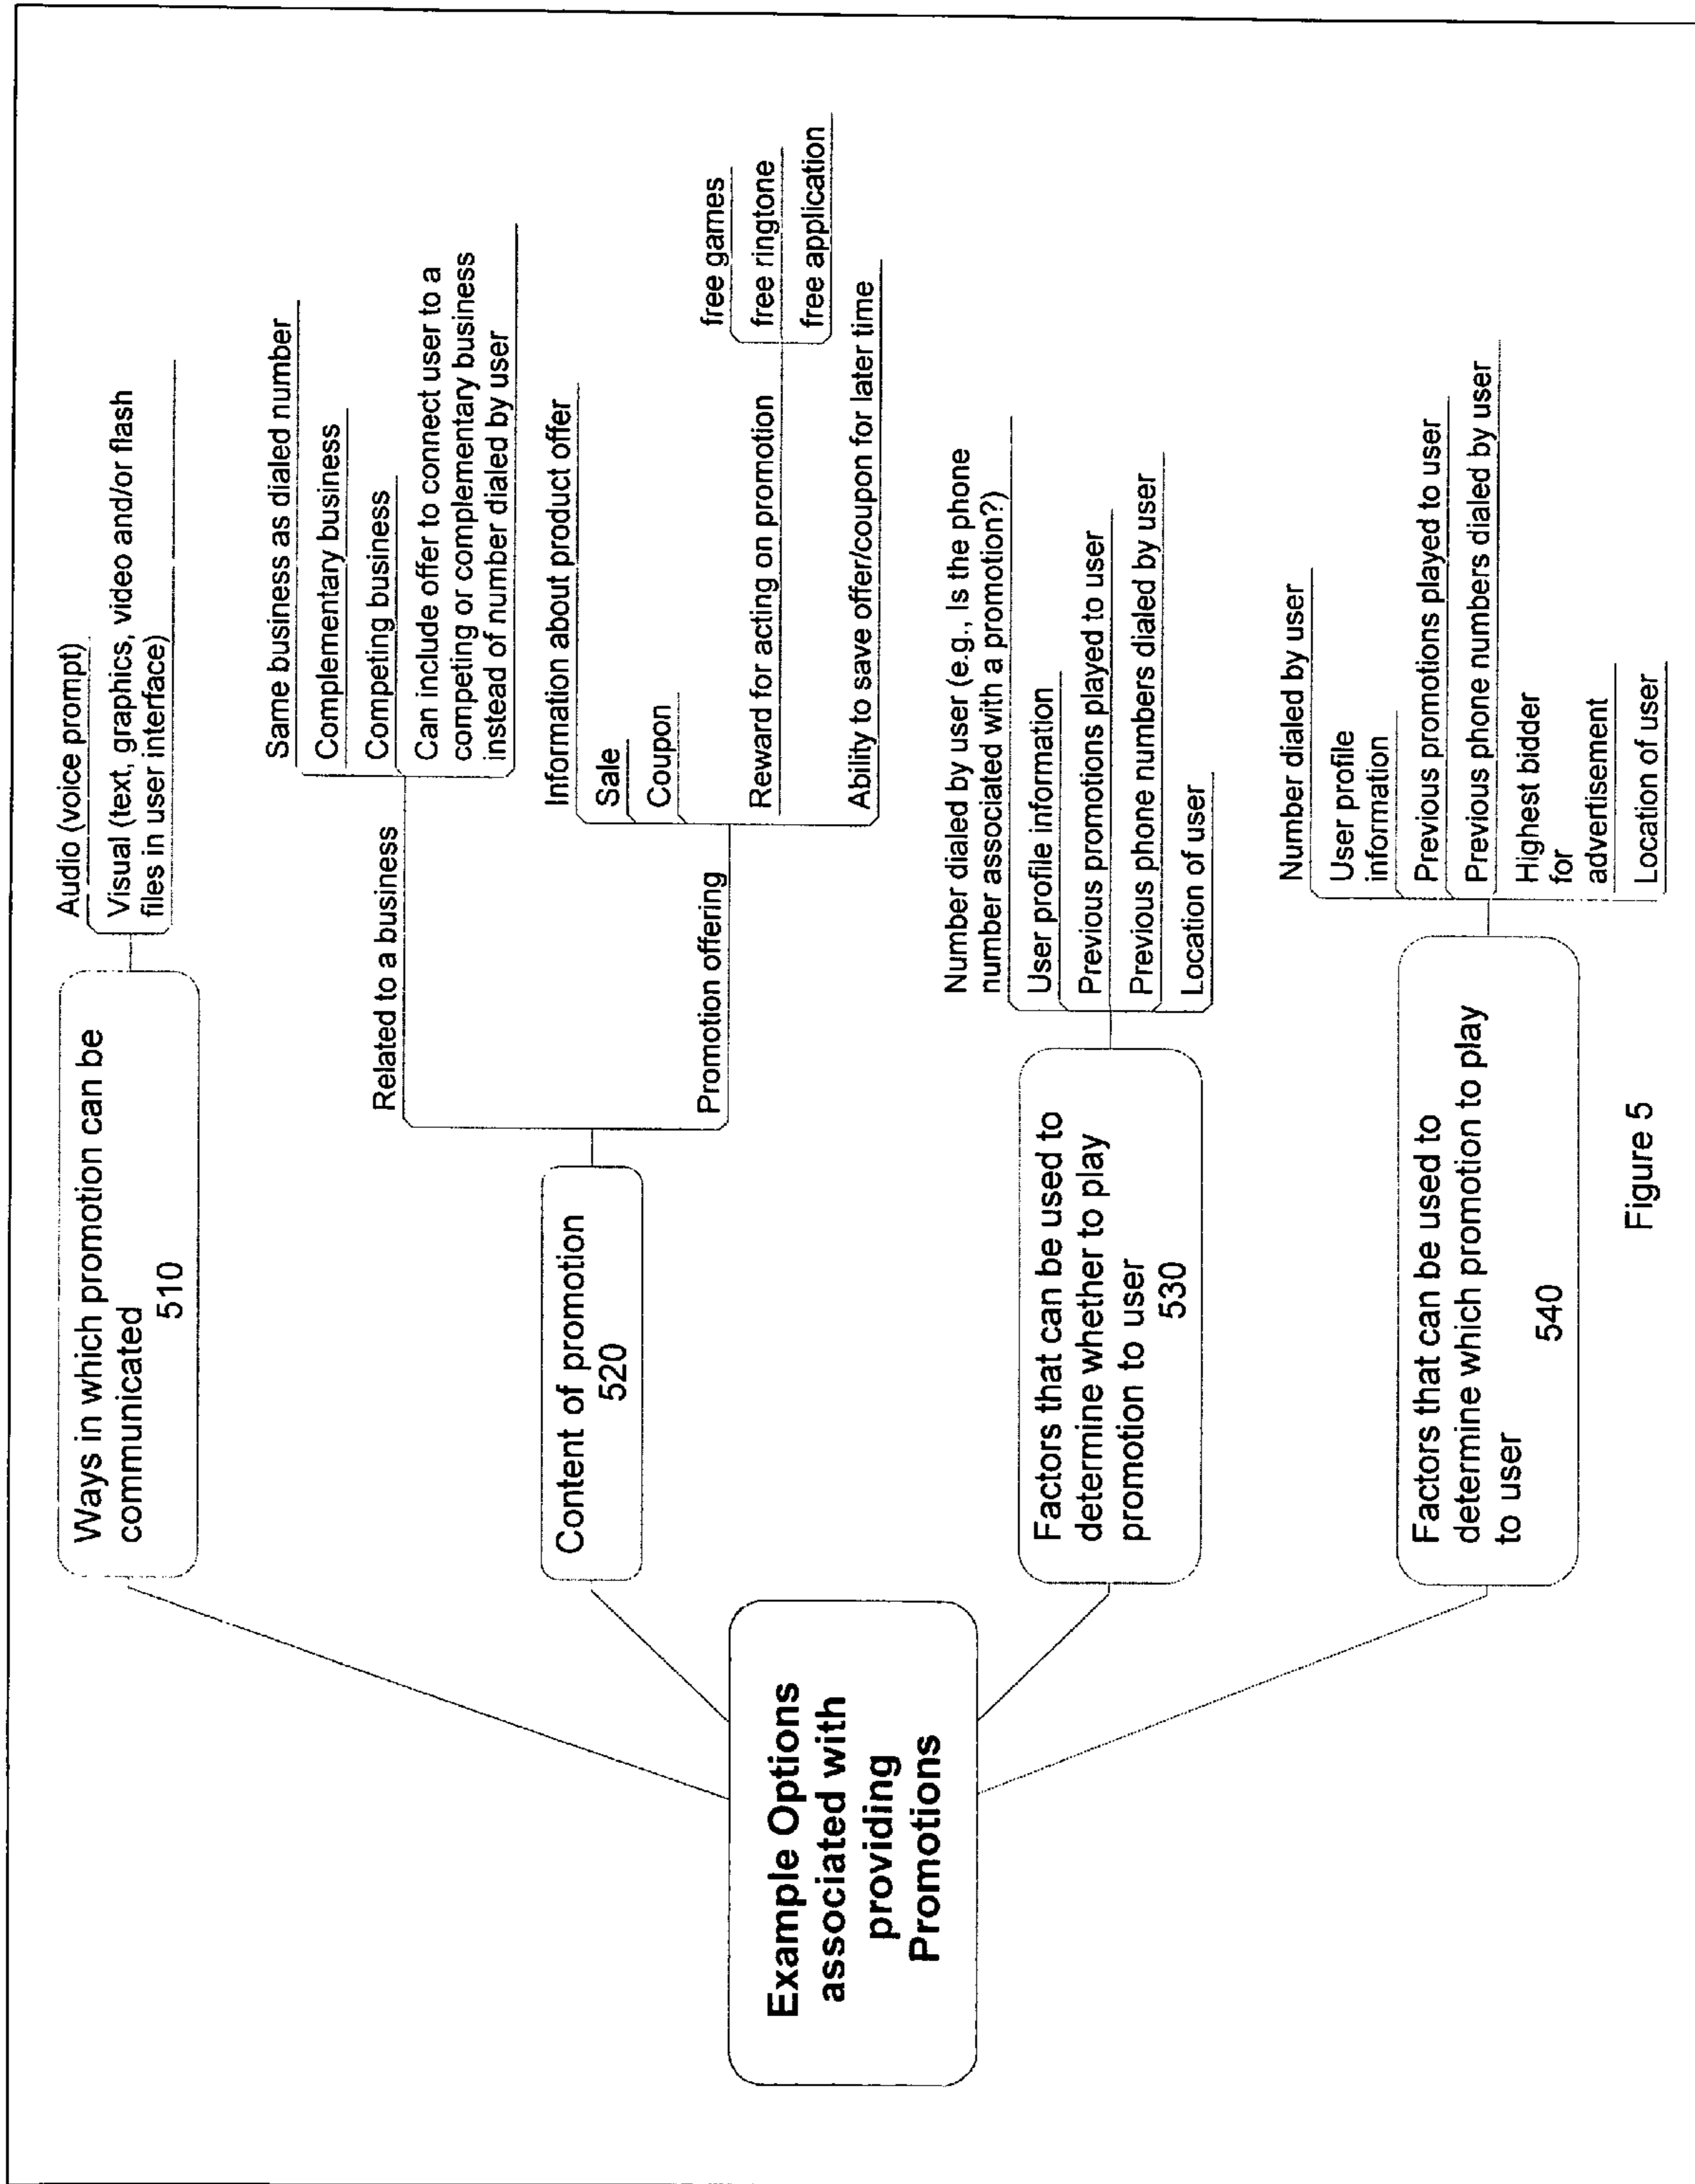 Example Options
associated with
providing
Promotions
Ways in which promotion can be
communicated
510
Audio (voice prompt)
Visual (text, graphics, video and/or flash
files in user interface)
Content of promotion
520
Related to a business
Same business as dialed number
Complementary business
Competing business
Can include offer to connect user to a
competing or complementary business
instead of number dialed by user
Promotion offering
Information about product offer
Sale
Coupon
Reward for acting on promotion
free games
free ringtone
free application
Ability to save offer/coupon for later time
Factors that can be used to
determine whether to play
promotion to user
530
Number dialed by user (e.g., Is the phone
number associated with a promotion?)
User profile information
Previous promotions played to user
Previous phone numbers dialed by user
Location of user
Factors that can be used to
determine which promotion to play
to user
540
Number dialed by user
User profile
information
Previous promotions played to user
Previous phone numbers dialed by user
Highest bidder
for
advertisement
Location of user
Figure 5